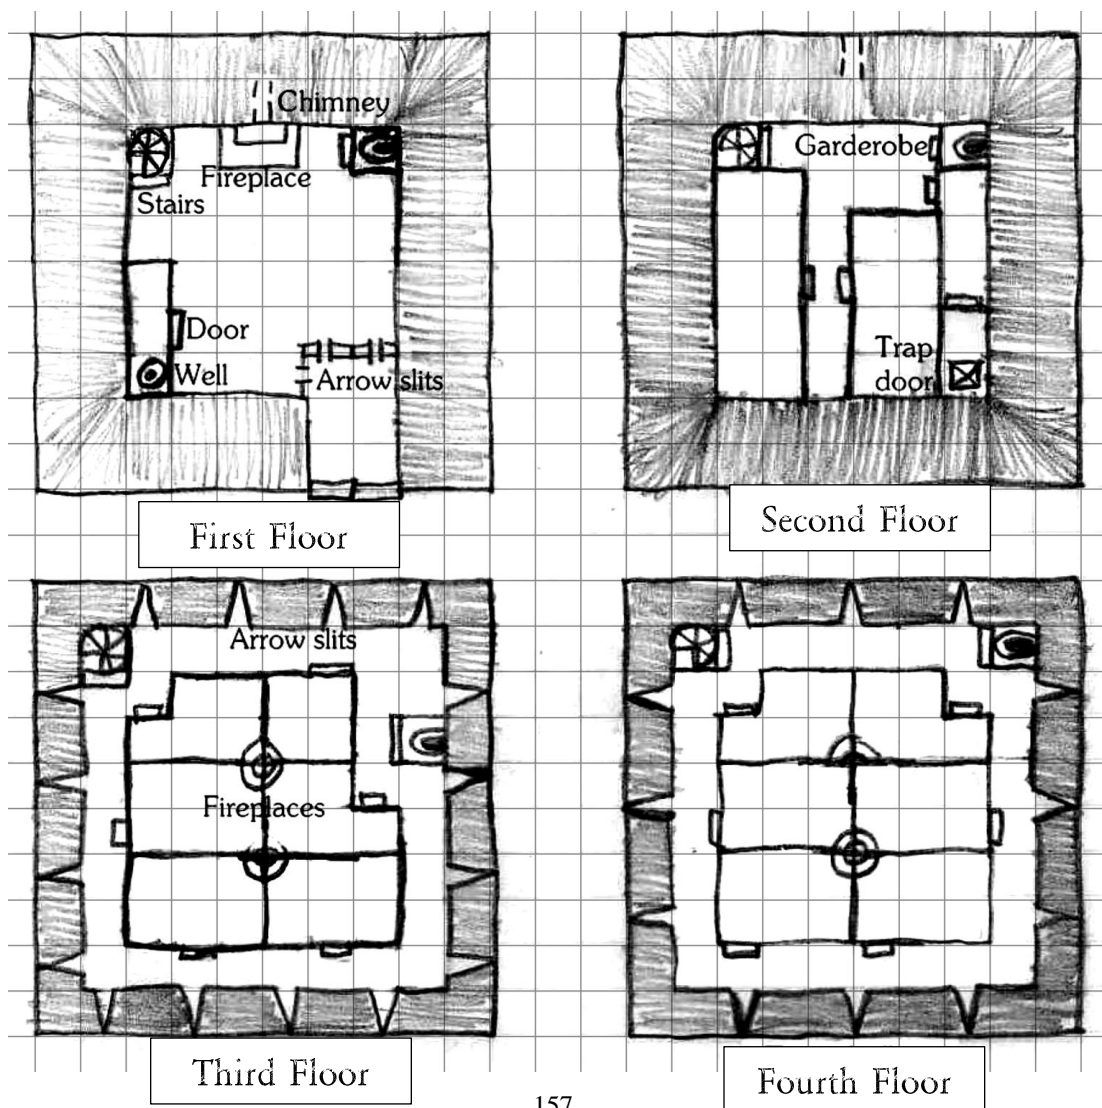 Chimney
Fireplace
Stairs
Door
Well
Arrow slits
First Floor
Garderobe
Trap
door
Second Floor
Arrow slits
Fireplaces
Third Floor
Fourth Floor
157